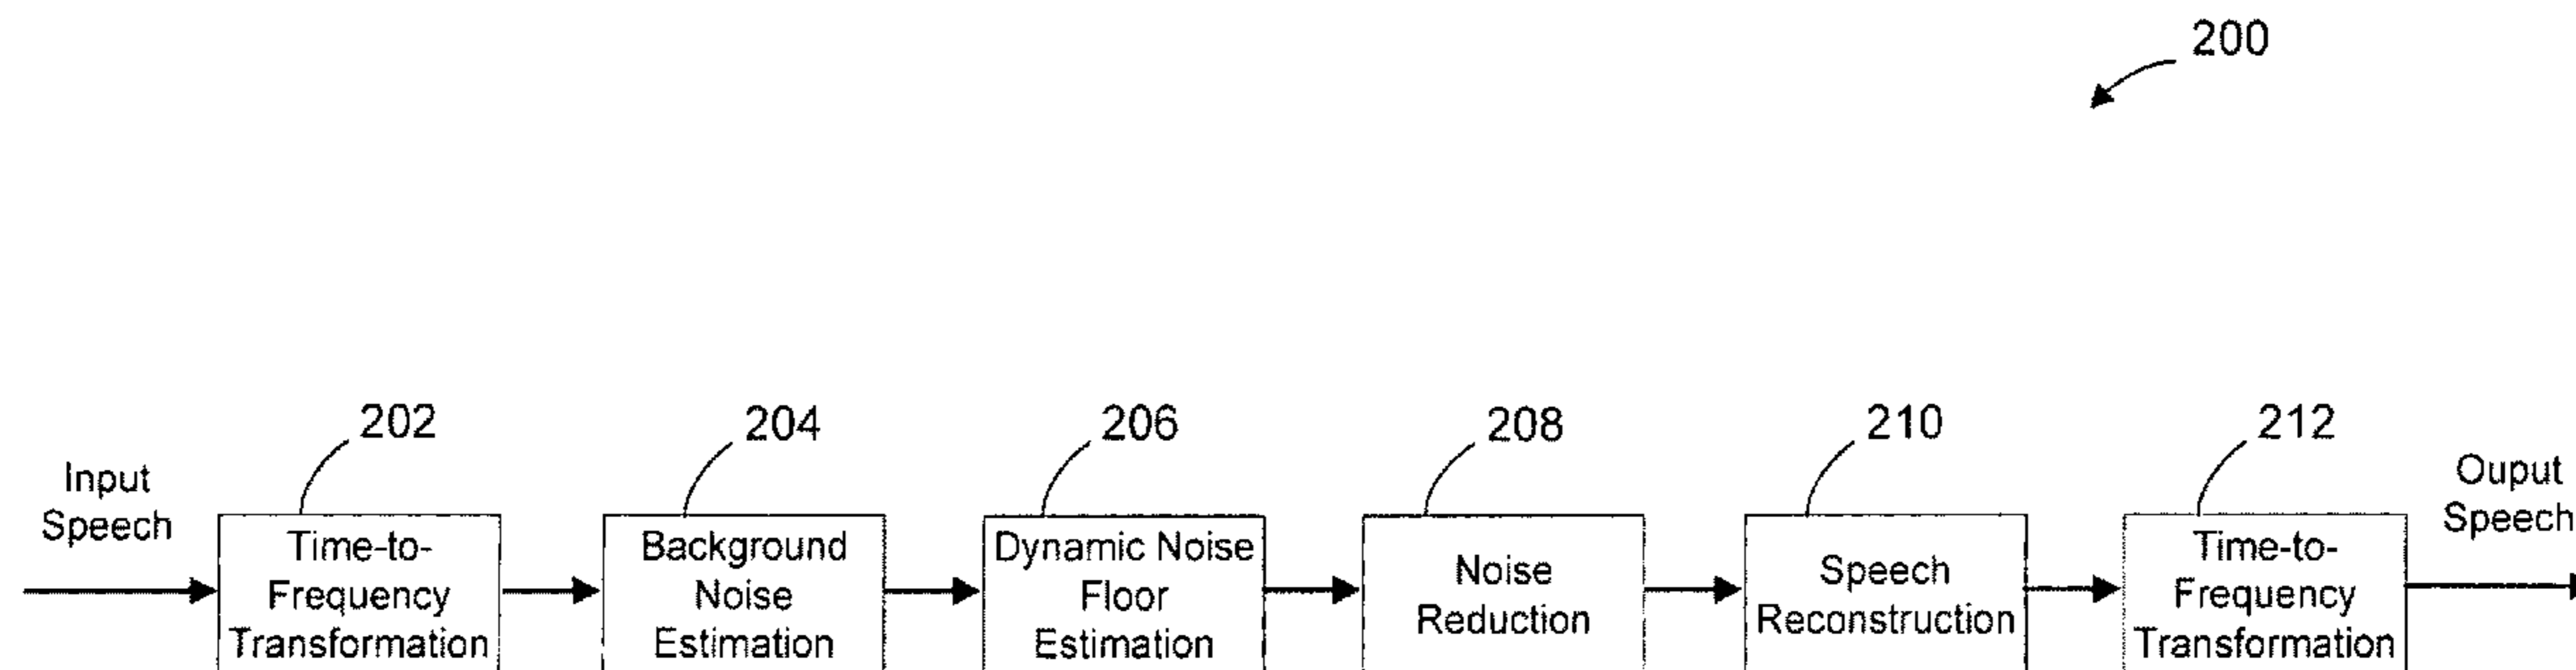 200
202
204
206
208
210
212
Input
Speech
Time-to-
Frequency
Transformation
Background
Noise
Estimation
Dynamic Noise
Floor
Estimation
Noise
Reduction
Speech
Reconstruction
Time-to-
Frequency
Transformation
Ouput
Speech